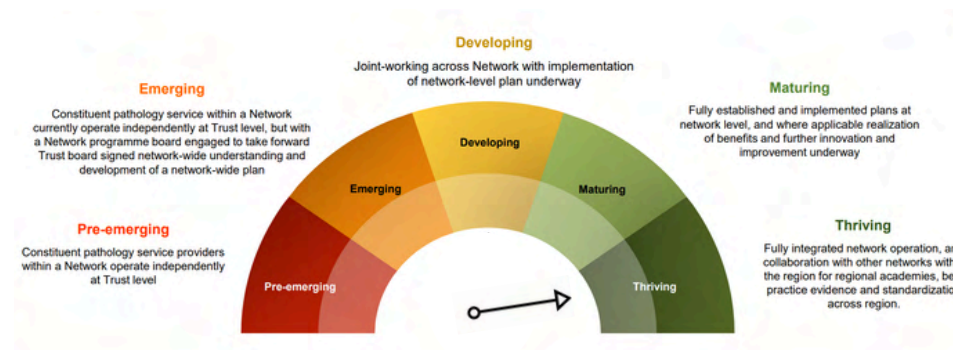 Developing
Joint-working across Network with implementation
of network-level plan underway
Emerging
Constituent pathology service within a Network
currently operate independently at Trust level, but with
a Network programme board engaged to take forward
Trust board signed network-wide understanding and
development of a network-wide plan
Maturing
Fully established and implemented plans at
network level, and where applicable realization
of benefits and further innovation and
improvement underway
Pre-emerging
Constituent pathology service providers
within a Network operate independently
at Trust level
Thriving
Fully integrated network operation,
collaboration with other networks
the region for regional academies,
practice evidence and
across region.
Pre-emerging
Emerging
Developing
Maturing
Thriving